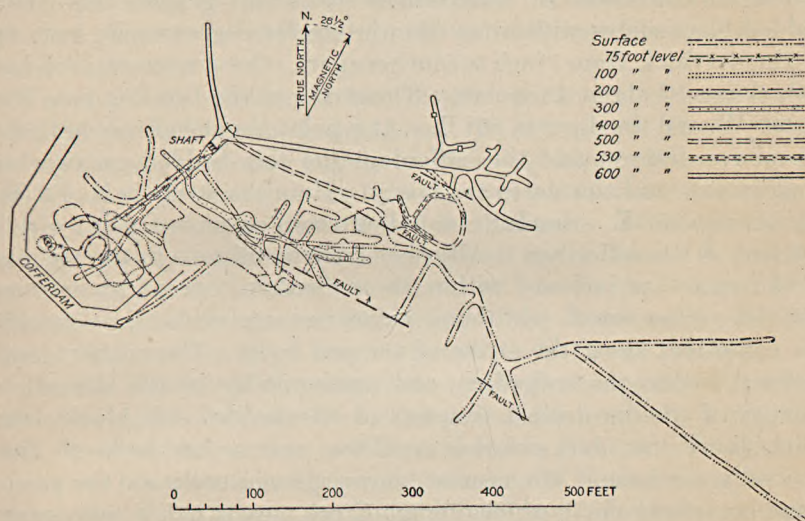 N. 28½°
TRUE NORTH
MAGNETIC NORTH
Surface
75 foot level
100 " "
200 " "
300 " "
400 " "
500 " "
530 " "
600 " "
SHAFT
FAULT
FAULT
COFFERDAM
FAULT
FAULT
0 100 200 300 400 500 FEET